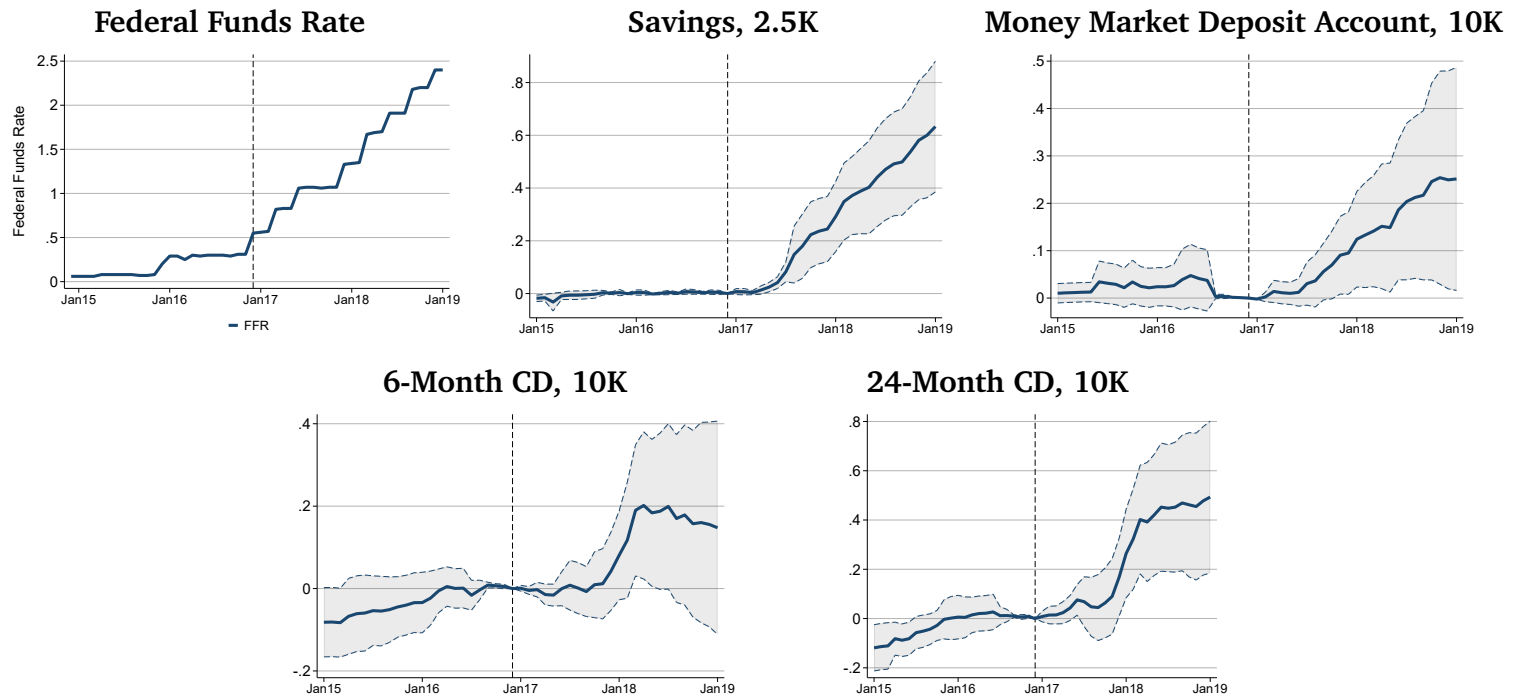 Federal Funds Rate
2.5
2
1.5
1
.5
0
Federal Funds Rate
Jan15 Jan16 Jan17 Jan18 Jan19
FFR
Savings, 2.5K
.8
.6
.4
.2
0
Jan15 Jan16 Jan17 Jan18 Jan19
Money Market Deposit Account, 10K
.5
.4
.3
.2
.1
0
Jan15 Jan16 Jan17 Jan18 Jan19
6-Month CD, 10K
.4
.2
0
-.2
Jan15 Jan16 Jan17 Jan18 Jan19
24-Month CD, 10K
.8
.6
.4
.2
0
-.2
Jan15 Jan16 Jan17 Jan18 Jan19